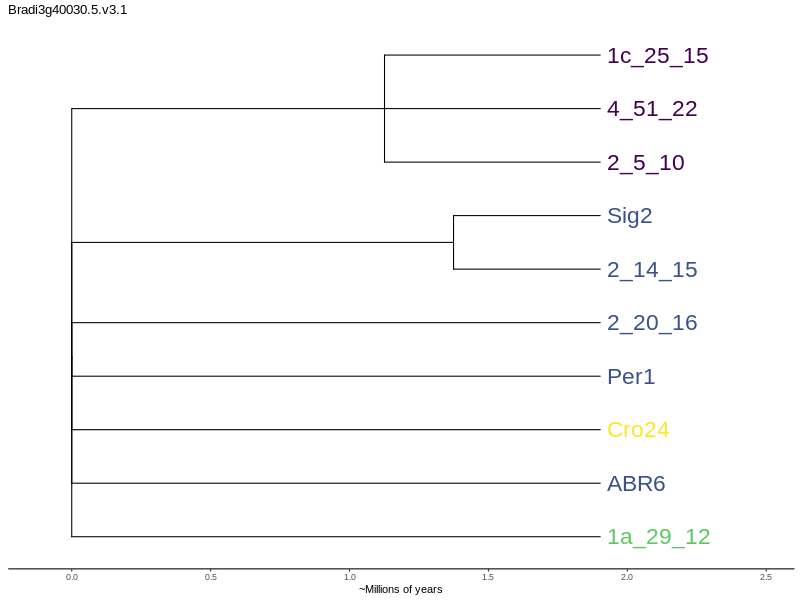 Bradi3g40030.5.v3.1
1c_25_15
4_51_22
2_5_10
Sig2
2_14_15
2_20_16
Per1
Cro24
ABR6
1a_29_12
0.0 0.5 1.0 1.5 2.0 2.5
~Millions of years